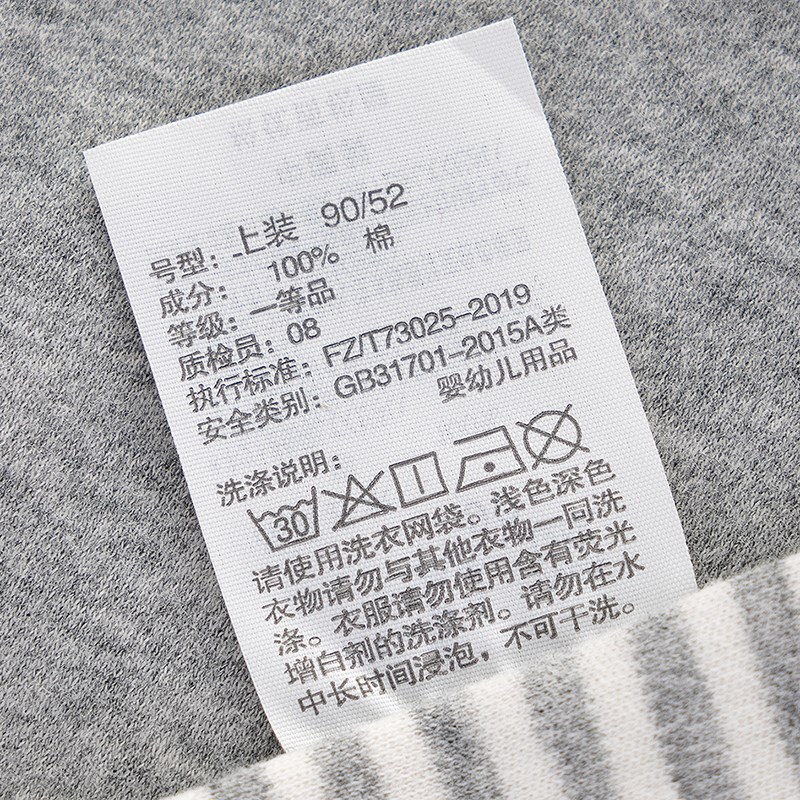 号型：上装 90/52
成分： 100% 棉
等级：一等品
质检员：08
执行标准：FZ/T73025-2019
安全类别：GB31701-2015A类
婴幼儿用品
洗涤说明：
30
请使用洗衣网袋。浅色深色
衣物请勿与其他衣物一同洗
涤。衣服请勿使用含有荧光
增白剂的洗涤剂。请勿在水
中长时间浸泡，不可干洗。